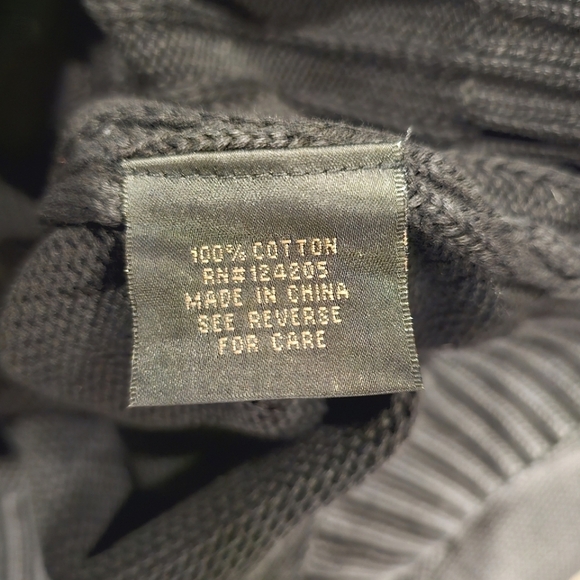 100% COTTON
RN#124205
MADE IN CHINA
SEE REVERSE
FOR CARE